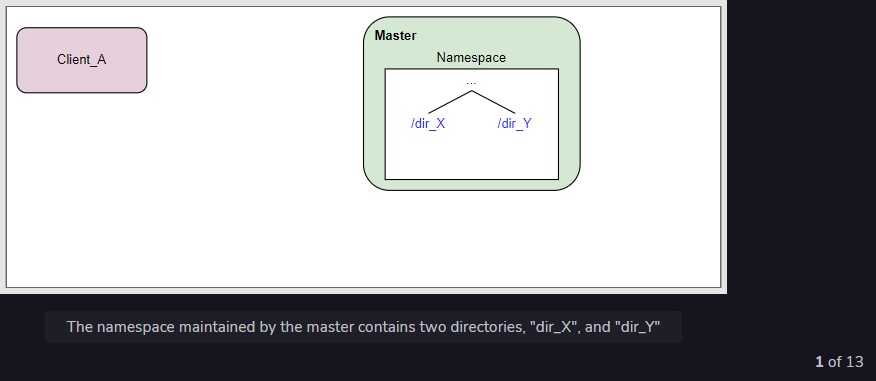 Client_A
Master
Namespace
...
/dir_X /dir_Y
The namespace maintained by the master contains two directories, "dir_X", and "dir_Y"
1 of 13